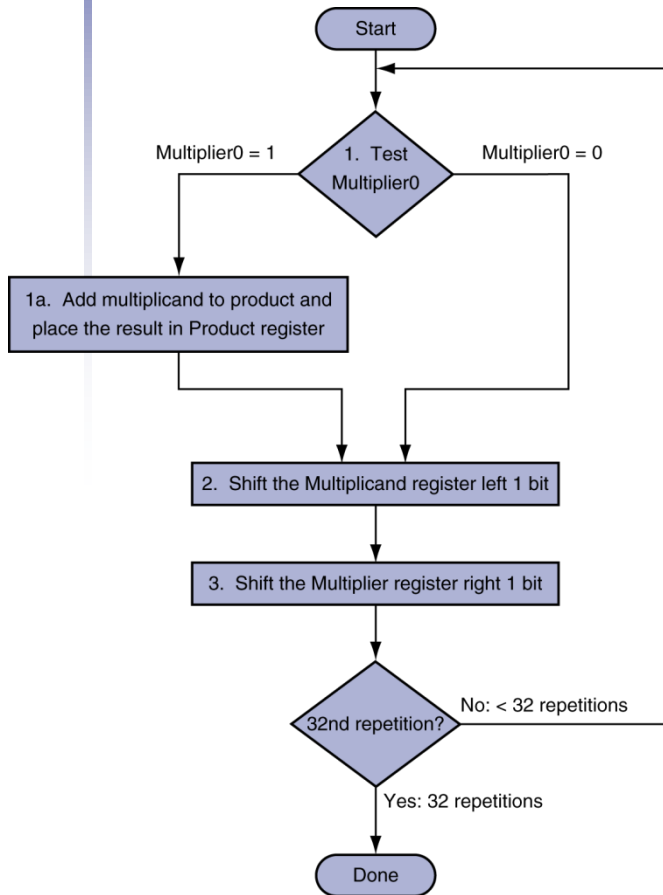 Start
Multiplier0 = 1
1. Test
Multiplier0
Multiplier0 = 0
1a. Add multiplicand to product and
place the result in Product register
2. Shift the Multiplicand register left 1 bit
3. Shift the Multiplier register right 1 bit
32nd repetition?
No: < 32 repetitions
Yes: 32 repetitions
Done